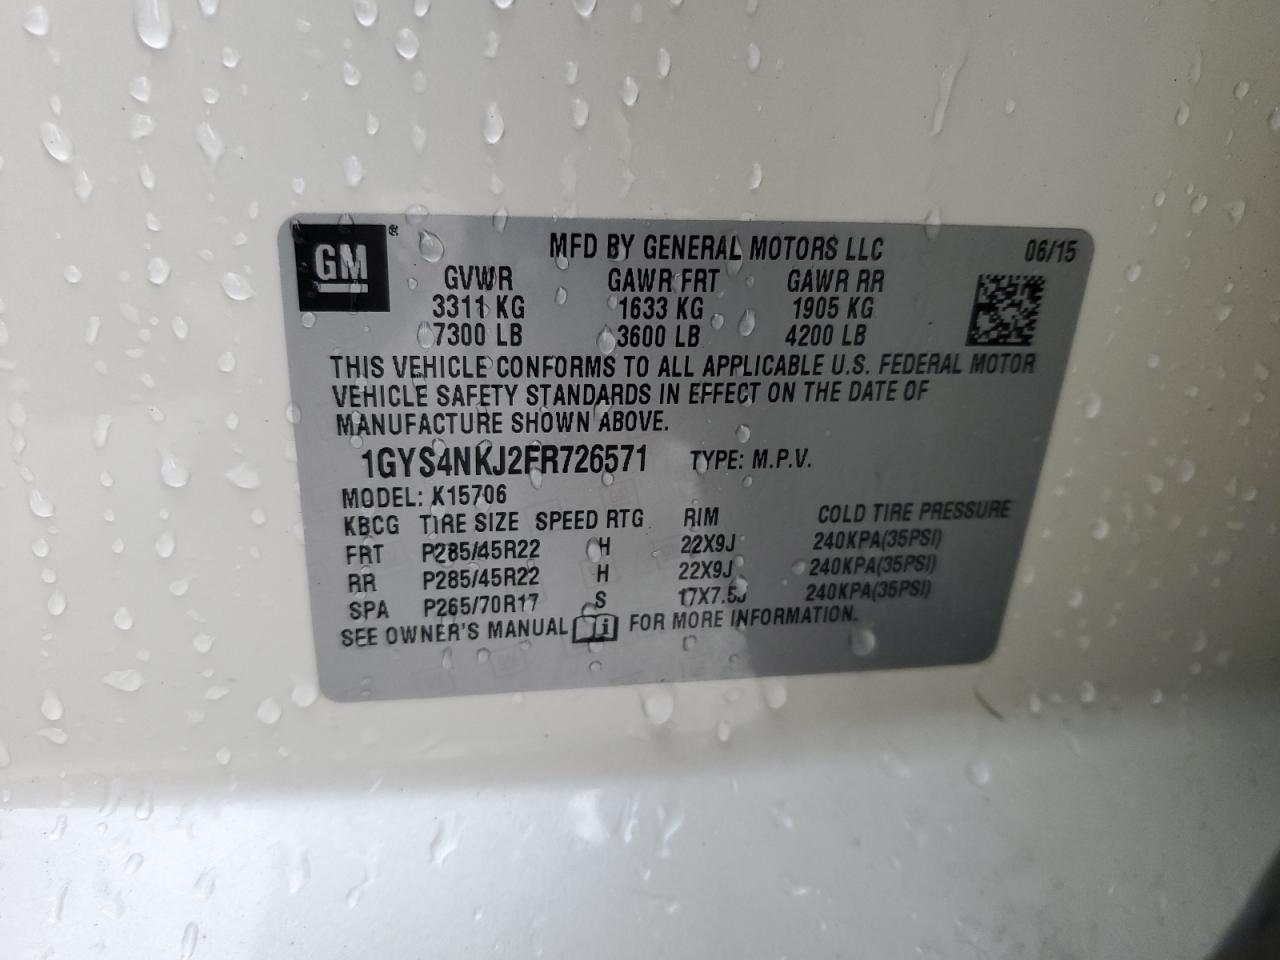 GM ® MFD BY GENERAL MOTORS LLC 06/15
GVWR GAWR FRT GAWR RR
3311 KG 1633 KG 1905 KG
7300 LB 3600 LB 4200 LB
THIS VEHICLE CONFORMS TO ALL APPLICABLE U.S. FEDERAL MOTOR
VEHICLE SAFETY STANDARDS IN EFFECT ON THE DATE OF
MANUFACTURE SHOWN ABOVE.
1GYS4NKJ2FR726571 TYPE: M.P.V.
MODEL: K15706
KBCG TIRE SIZE SPEED RTG RIM COLD TIRE PRESSURE
FRT P285/45R22 H 22X9J 240KPA(35PSI)
RR P285/45R22 H 22X9J 240KPA(35PSI)
SPA P265/70R17 S 17X7.5J 240KPA(35PSI)
SEE OWNER'S MANUAL i FOR MORE INFORMATION.